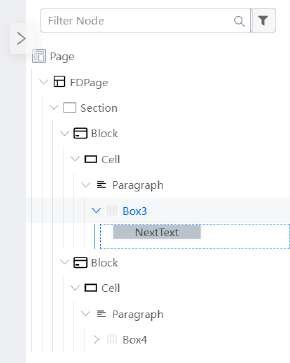 Filter Node
Page
FDPage
Section
Block
Cell
Paragraph
Box3
NextText
Block
Cell
Paragraph
Box4